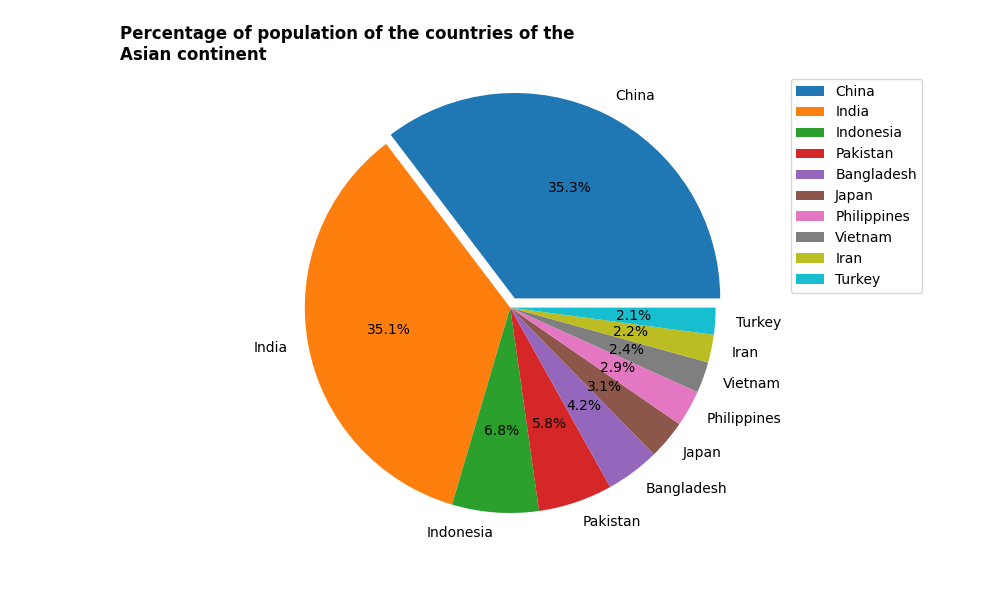 Percentage of population of the countries of the
Asian continent
China
35.3%
India
35.1%
Indonesia
6.8%
Pakistan
5.8%
Bangladesh
4.2%
Japan
3.1%
Philippines
2.9%
Vietnam
2.4%
Iran
2.2%
Turkey
2.1%
China
India
Indonesia
Pakistan
Bangladesh
Japan
Philippines
Vietnam
Iran
Turkey